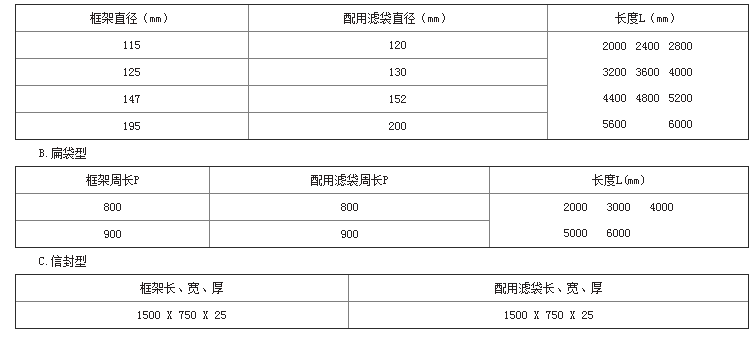 框架直径（mm） 配用滤袋直径（mm） 长度L（mm）
115 120 2000 2400 2800
125 130 3200 3600 4000
147 152 4400 4800 5200
195 200 5600 6000
B.扁袋型
框架周长P 配用滤袋周长P 长度L(mm)
800 800 2000 3000 4000
900 900 5000 6000
C.信封型
框架长、宽、厚 配用滤袋长、宽、厚
1500 X 750 X 25 1500 X 750 X 25